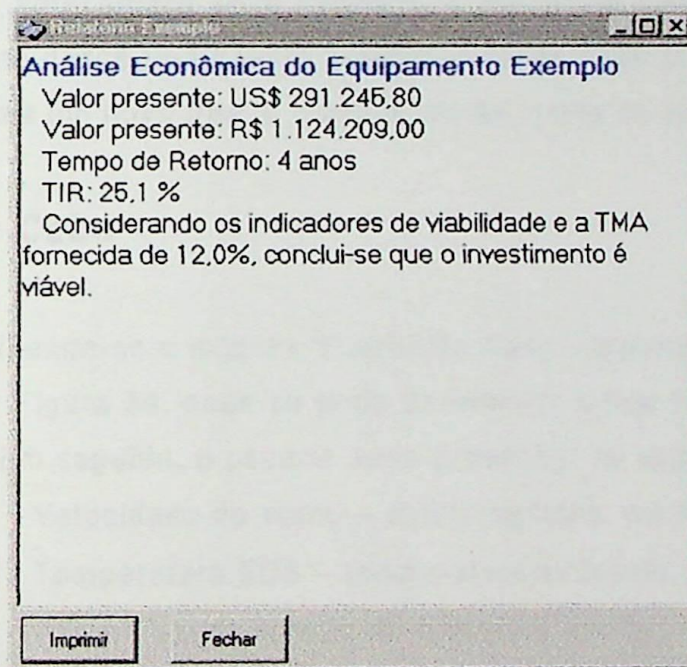 Relatório Exemplo
Análise Econômica do Equipamento Exemplo
Valor presente: US$ 291.245,80
Valor presente: R$ 1.124.209,00
Tempo de Retorno: 4 anos
TIR: 25,1 %
Considerando os indicadores de viabilidade e a TMA
fornecida de 12,0%, conclui-se que o investimento é
viável.
Imprimir Fechar